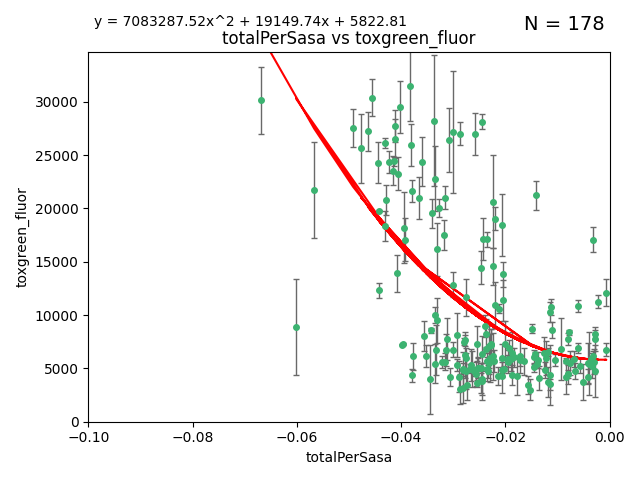 y = 7083287.52x^2 + 19149.74x + 5822.81
N = 178
totalPerSasa vs toxgreen_fluor
30000
25000
20000
15000
10000
5000
0
toxgreen_fluor
−0.10 −0.08 −0.06 −0.04 −0.02 0.00
totalPerSasa